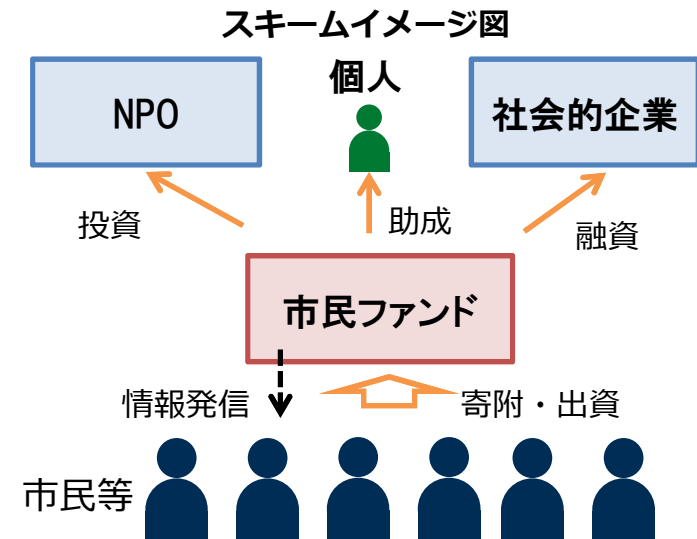 スキームイメージ図
個人
NPO
社会的企業
投資
助成
融資
市民ファンド
情報発信
寄附・出資
市民等